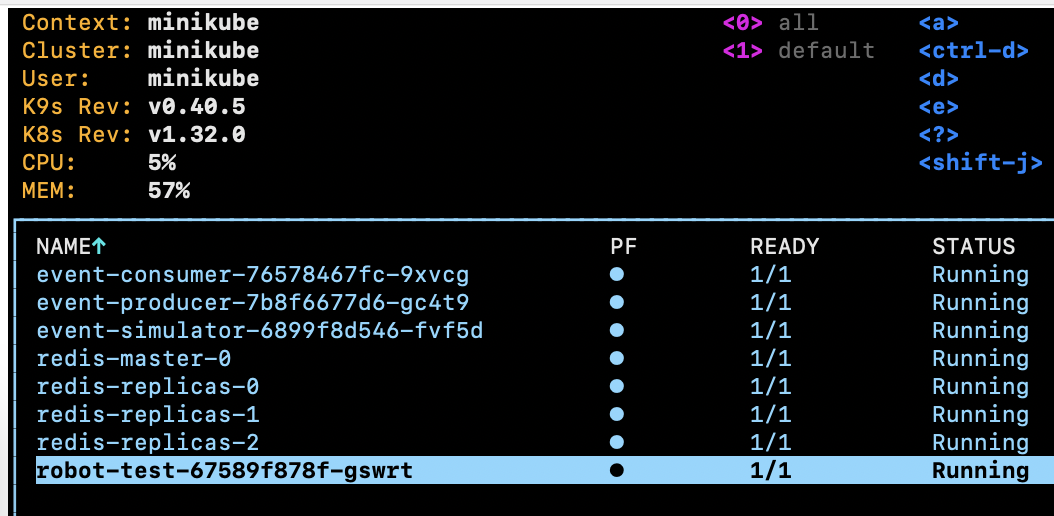 Context: minikube <0> all <a>
Cluster: minikube <1> default <ctrl-d>
User: minikube <d>
K9s Rev: v0.40.5 <e>
K8s Rev: v1.32.0 <?>
CPU: 5% <shift-j>
MEM: 57%
NAME↑ PF READY STATUS
event-consumer-76578467fc-9xvcg ● 1/1 Running
event-producer-7b8f6677d6-gc4t9 ● 1/1 Running
event-simulator-6899f8d546-fvf5d ● 1/1 Running
redis-master-0 ● 1/1 Running
redis-replicas-0 ● 1/1 Running
redis-replicas-1 ● 1/1 Running
redis-replicas-2 ● 1/1 Running
robot-test-67589f878f-gswrt ● 1/1 Running